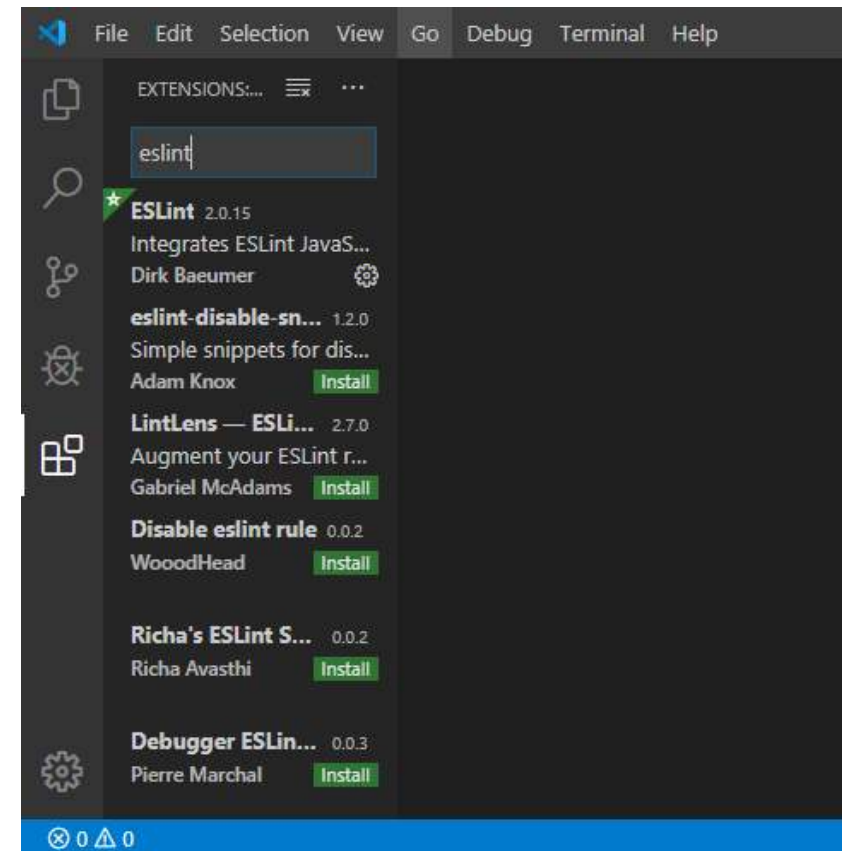 File Edit Selection View Go Debug Terminal Help
EXTENSIONS:...
eslint
ESLint 2.0.15
Integrates ESLint JavaS...
Dirk Baeumer
eslint-disable-sn... 1.2.0
Simple snippets for dis...
Adam Knox Install
LintLens — ESLi... 2.7.0
Augment your ESLint r...
Gabriel McAdams Install
Disable eslint rule 0.0.2
WooodHead Install
Richa's ESLint S... 0.0.2
Richa Avasthi Install
Debugger ESLin... 0.0.3
Pierre Marchal Install
0 0